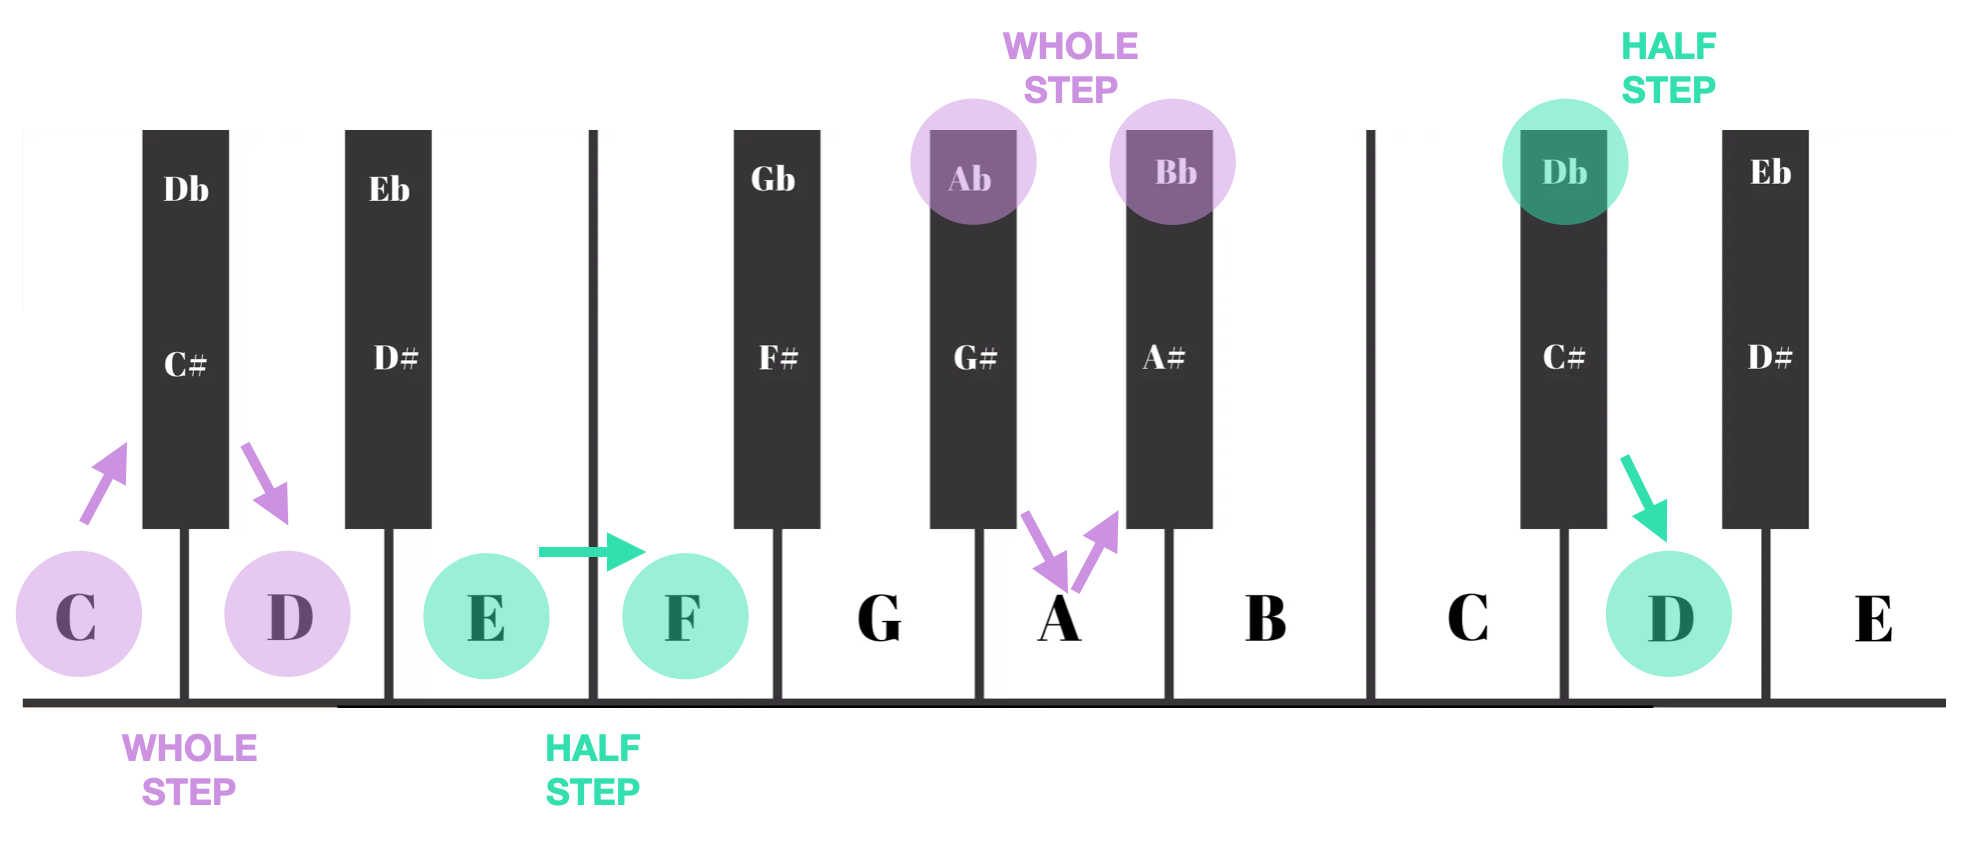 WHOLE HALF
STEP STEP
Db Eb Gb Ab Bb Db Eb
C# D# F# G# A# C# D#
C D E F G A B C D E
WHOLE HALF
STEP STEP